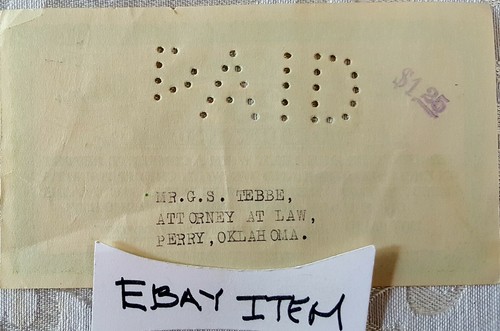 PAID
$1.25
MR.G.S. TEBBE,
ATTORNEY AT LAW,
PERRY,OKLAHOMA.
EBAY ITEM